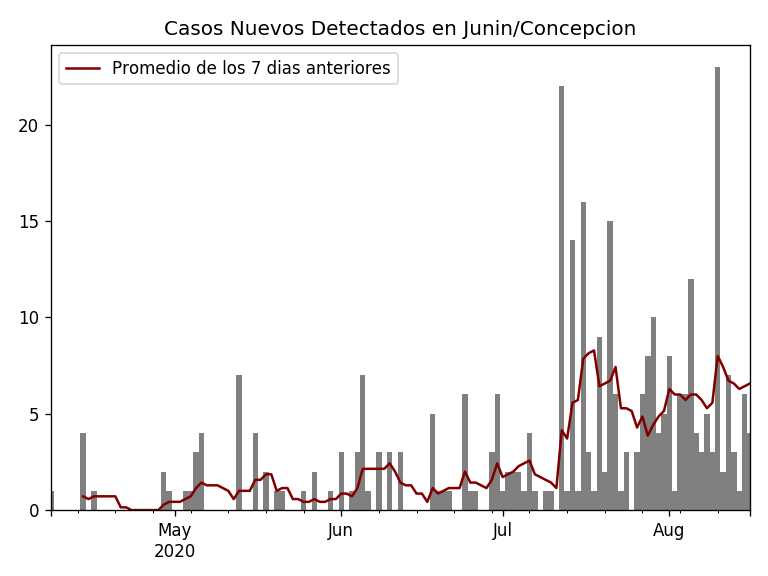 Casos Nuevos Detectados en Junin/Concepcion
Promedio de los 7 dias anteriores
20
15
10
5
0
May
2020
Jun
Jul
Aug